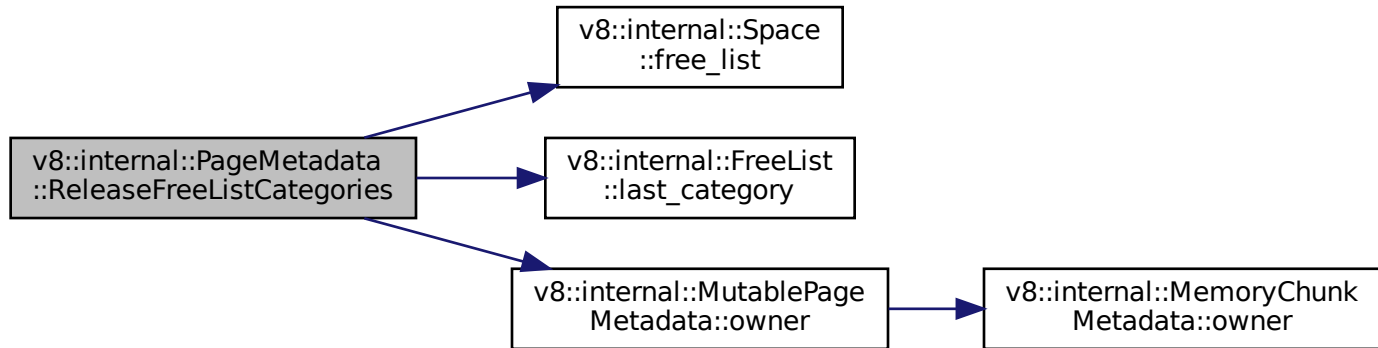 v8::internal::Space
::free_list
v8::internal::PageMetadata
::ReleaseFreeListCategories
v8::internal::FreeList
::last_category
v8::internal::MutablePage
Metadata::owner
v8::internal::MemoryChunk
Metadata::owner